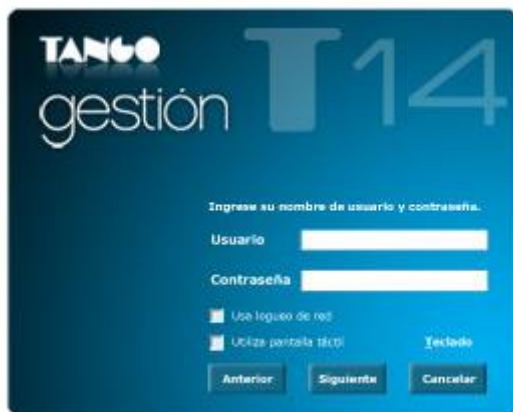 TANGO
gestión T14
Ingrese su nombre de usuario y contraseña.
Usuario
Contraseña
Usa logueo de red
Utiliza pantalla táctil Teclado
Anterior Siguiente Cancelar